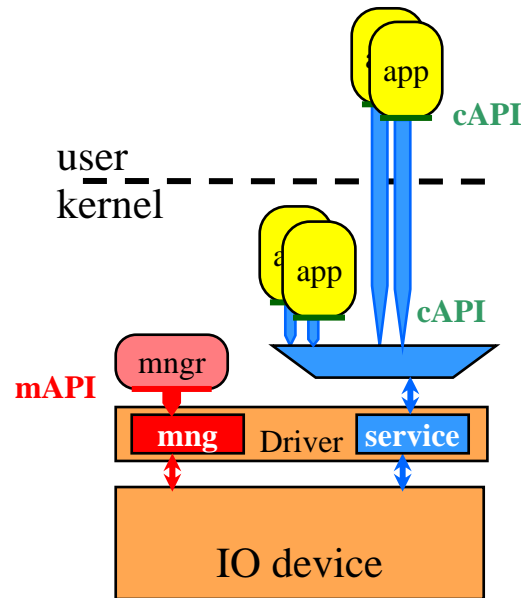 a
app
cAPI
user
kernel
a
app
cAPI
mngr
mAPI
mng
Driver
service
IO device